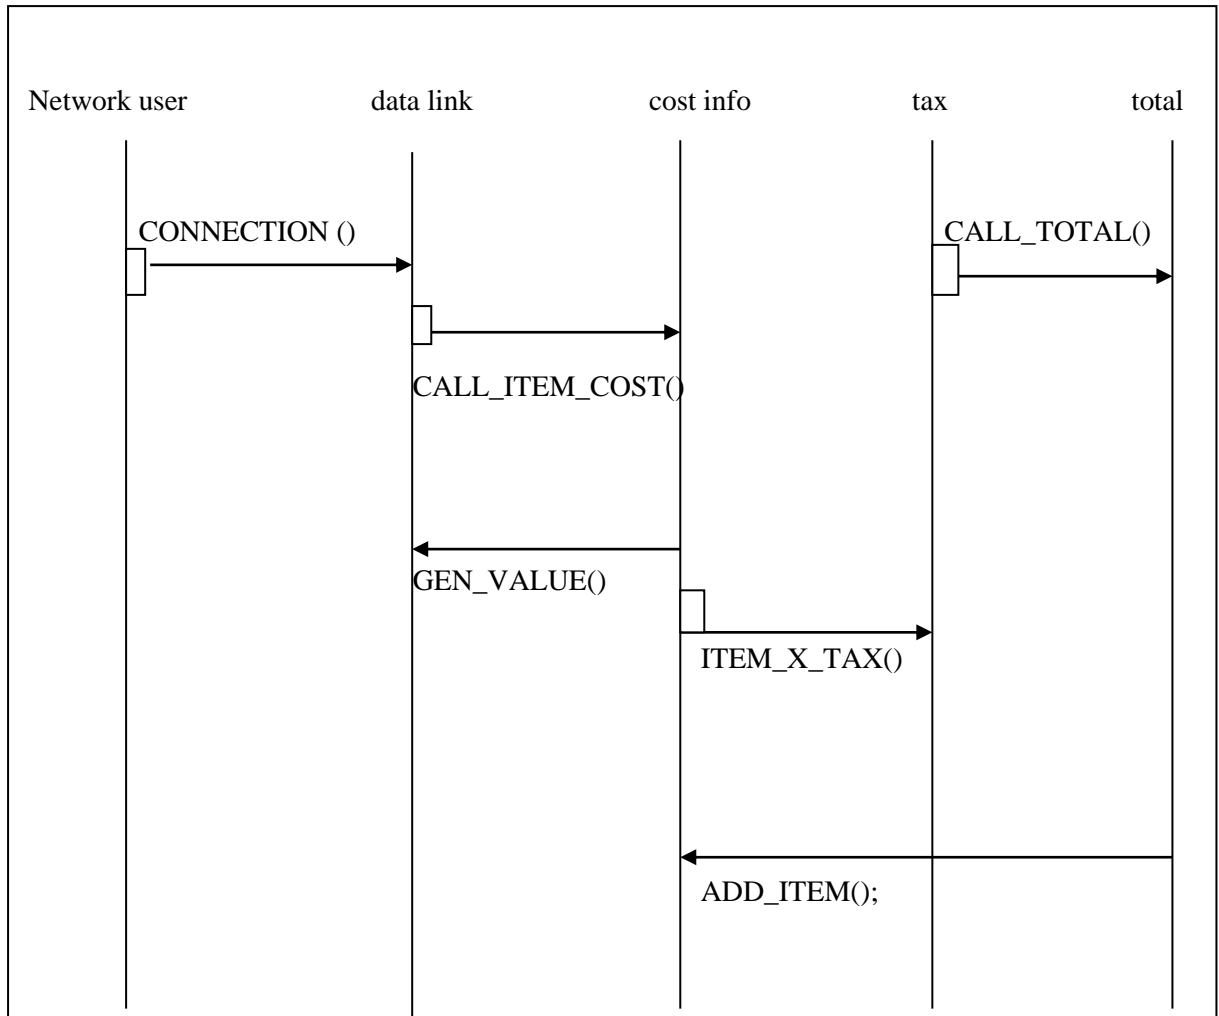 Network user data link cost info tax total
CONNECTION () CALL_TOTAL()
CALL_ITEM_COST()
GEN_VALUE()
ITEM_X_TAX()
ADD_ITEM();